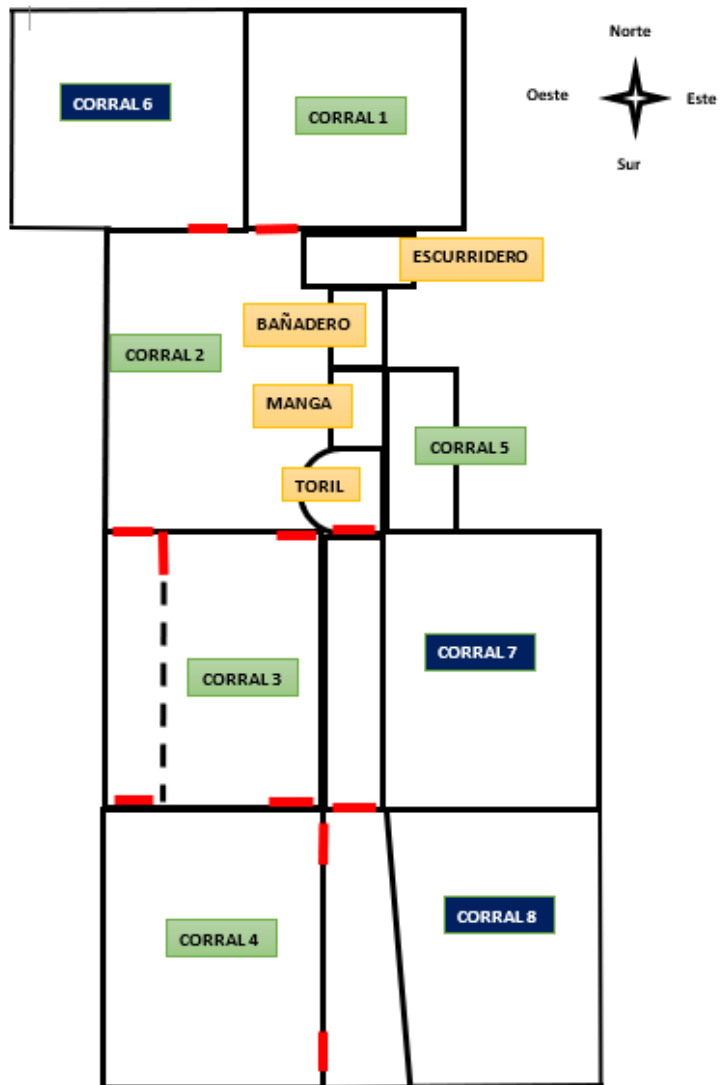 Norte
CORRAL 6
Oeste
Este
CORRAL 1
Sur
ESCURRIDERO
BAÑADERO
CORRAL 2
MANGA
CORRAL 5
TORIL
CORRAL 7
CORRAL 3
CORRAL 8
CORRAL 4